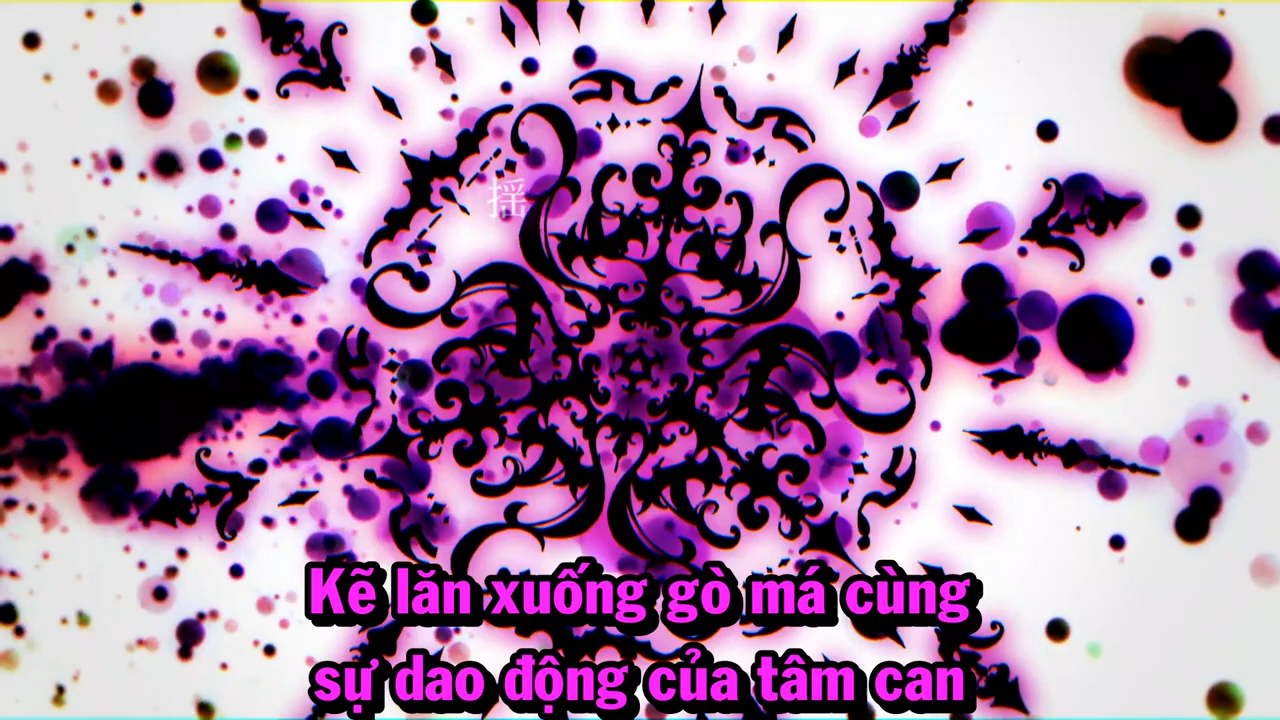 揺
Kẽ lăn xuống gò má cùng
sự dao động của tâm can